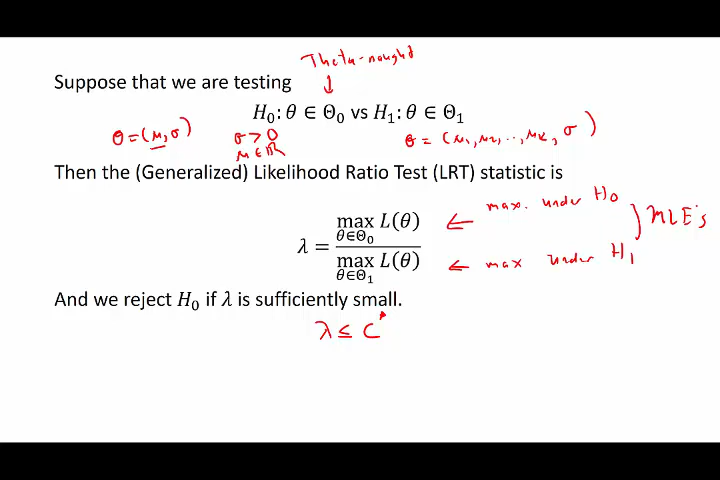 Theta-naught
Suppose that we are testing
↓
H₀: θ ∈ Θ₀ vs H₁: θ ∈ Θ₁
θ = (μ, σ) σ > 0 θ = (μ₁, μ₂, .., μₖ, σ)
μ ∈ ℝ
Then the (Generalized) Likelihood Ratio Test (LRT) statistic is
max L(θ) ← max. under H₀
θ∈Θ₀
λ = ――― } MLE's
max L(θ) ← max under H₁
θ∈Θ₁
And we reject H₀ if λ is sufficiently small.
λ ≤ C*